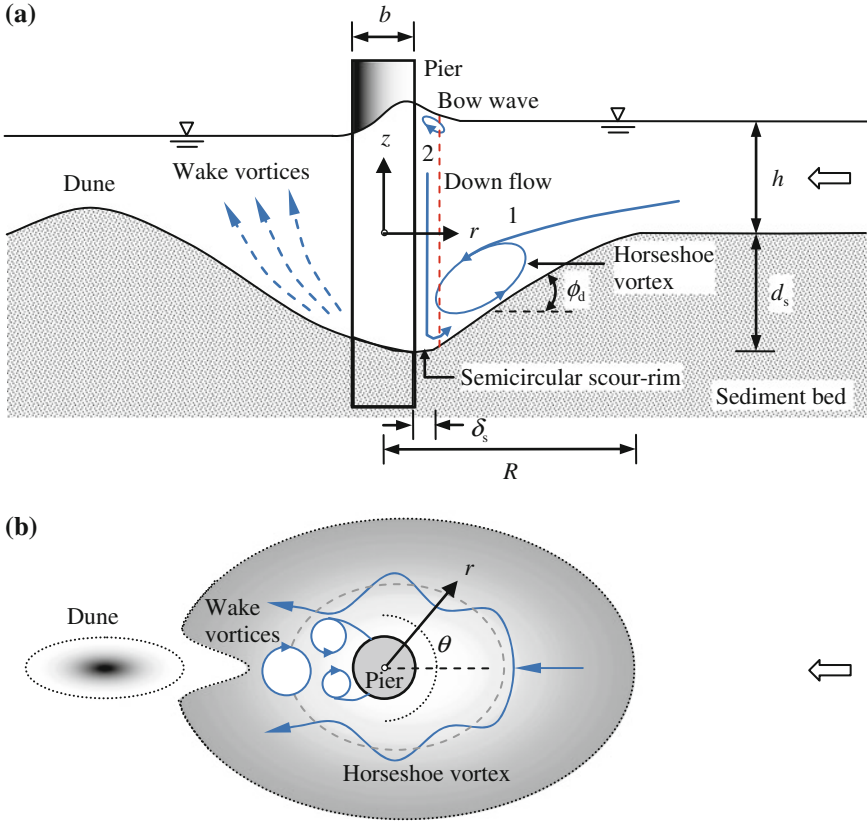 (a)
b
Pier
Bow wave
z
2
Wake vortices
Down flow
h
Dune
1
r
Horseshoe
vortex
ϕd
ds
Semicircular scour-rim
Sediment bed
δs
R
(b)
r
Dune
Wake
vortices
θ
Pier
Horseshoe vortex